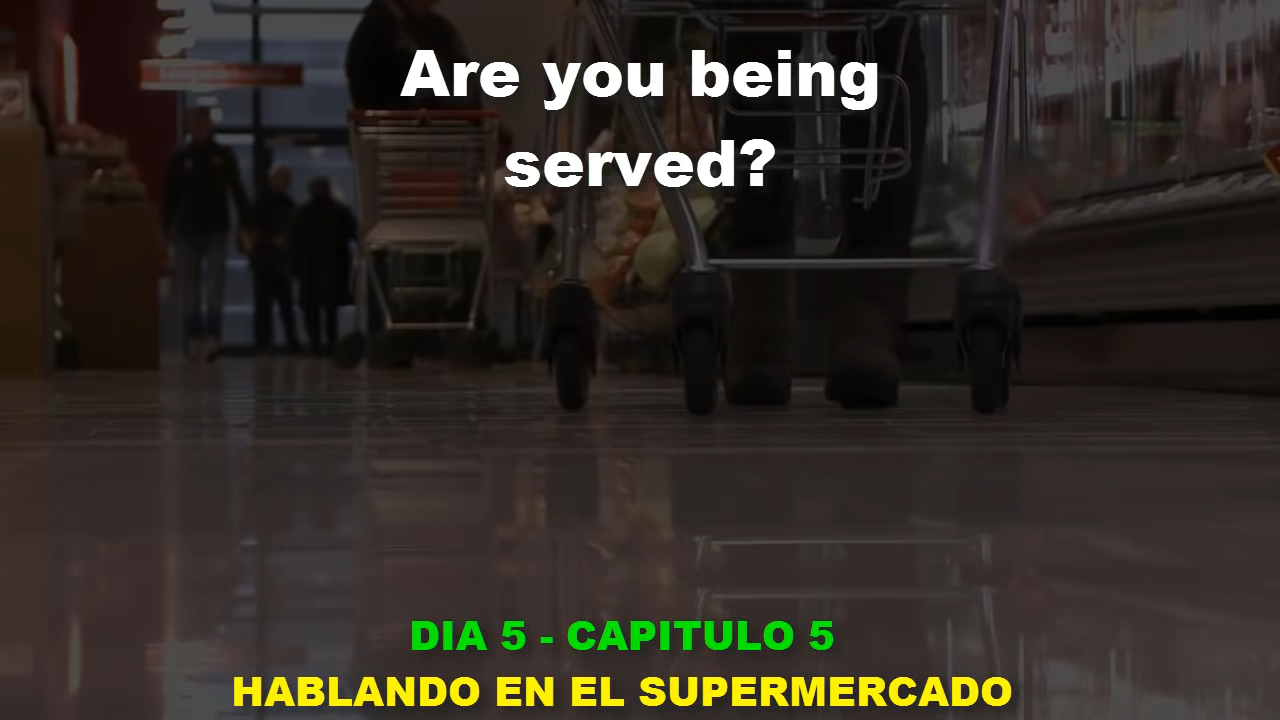 Are you being
served?
DIA 5 - CAPITULO 5
HABLANDO EN EL SUPERMERCADO